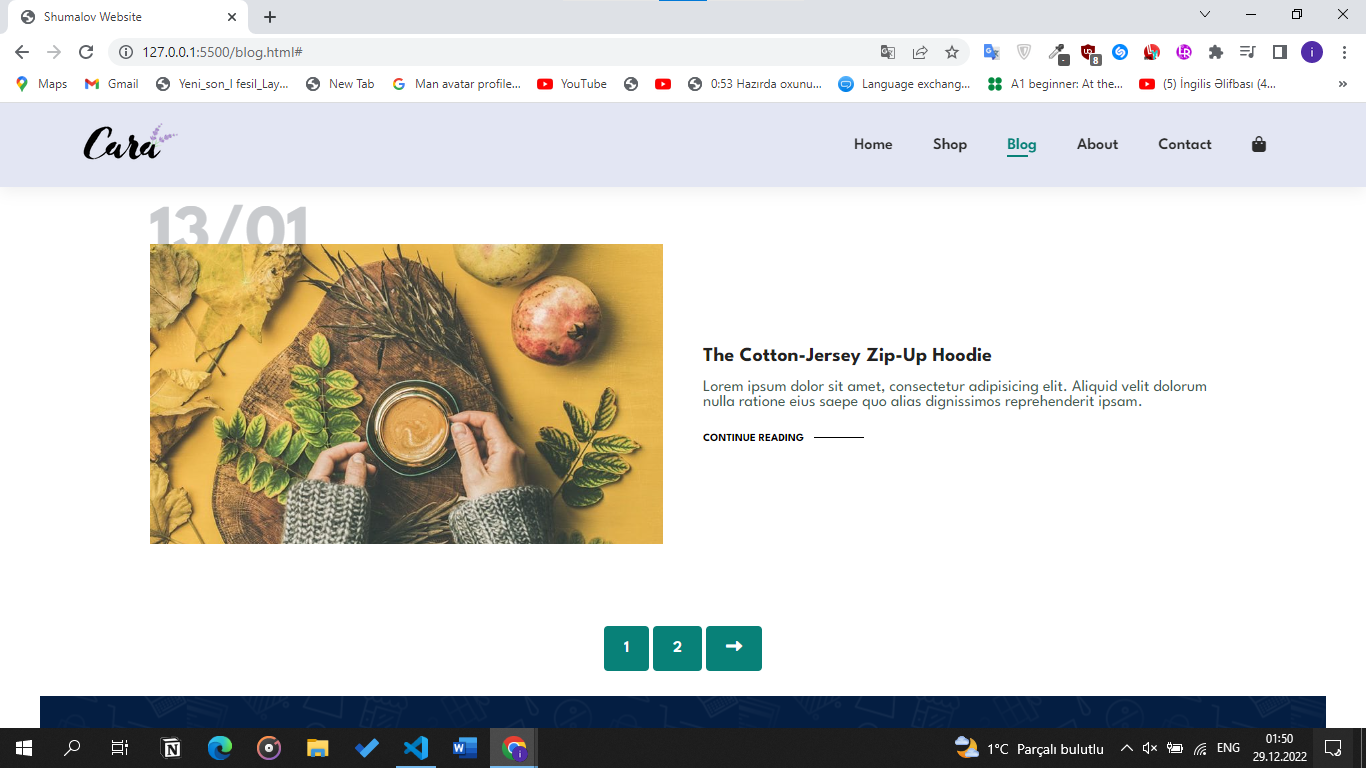 Shumalov Website
127.0.0.1:5500/blog.html#
8
i
Maps
Gmail
Yeni_son_I fesil_Lay...
New Tab
Man avatar profile...
YouTube
0:53 Hazırda oxunu...
Language exchang...
A1 beginner: At the...
(5) İngilis Əlifbası (4...
»
Cara
Home
Shop
Blog
About
Contact
13/01
The Cotton-Jersey Zip-Up Hoodie
Lorem ipsum dolor sit amet, consectetur adipisicing elit. Aliquid velit dolorum
nulla ratione eius saepe quo alias dignissimos reprehenderit ipsam.
CONTINUE READING
1
2
1°C Parçalı bulutlu
ENG
01:50
29.12.2022